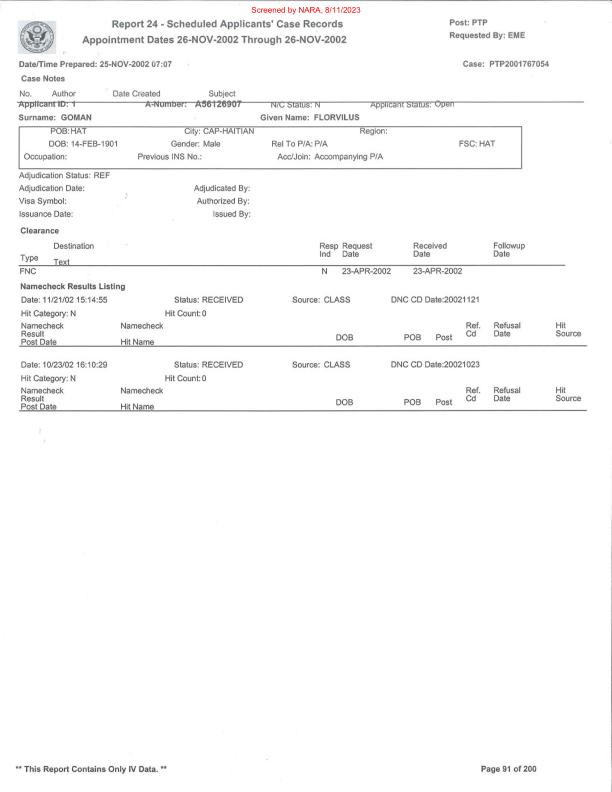 Screened by NARA, 8/11/2023
Report 24 - Scheduled Applicants' Case Records Post: PTP
Appointment Dates 26-NOV-2002 Through 26-NOV-2002 Requested By: EME
Date/Time Prepared: 25-NOV-2002 07:07 Case: PTP2001767054
Case Notes
No. Author Date Created Subject
Applicant ID: 1 A-Number: A56126907 N/C Status: N Applicant Status: Open
Surname: GOMAN Given Name: FLORVILUS
POB: HAT City: CAP-HAITIAN Region:
DOB: 14-FEB-1901 Gender: Male Rel To P/A: P/A FSC: HAT
Occupation: Previous INS No.: Acc/Join: Accompanying P/A
Adjudication Status: REF
Adjudication Date: Adjudicated By:
Visa Symbol: Authorized By:
Issuance Date: Issued By:
Clearance
Destination Resp Request Received Followup
Type Text Ind Date Date Date
FNC N 23-APR-2002 23-APR-2002
Namecheck Results Listing
Date: 11/21/02 15:14:55 Status: RECEIVED Source: CLASS DNC CD Date:20021121
Hit Category: N Hit Count: 0
Namecheck Namecheck Ref. Refusal Hit
Result DOB POB Post Cd Date Source
Post Date Hit Name
Date: 10/23/02 16:10:29 Status: RECEIVED Source: CLASS DNC CD Date:20021023
Hit Category: N Hit Count: 0
Namecheck Namecheck Ref. Refusal Hit
Result DOB POB Post Cd Date Source
Post Date Hit Name
** This Report Contains Only IV Data. ** Page 91 of 200